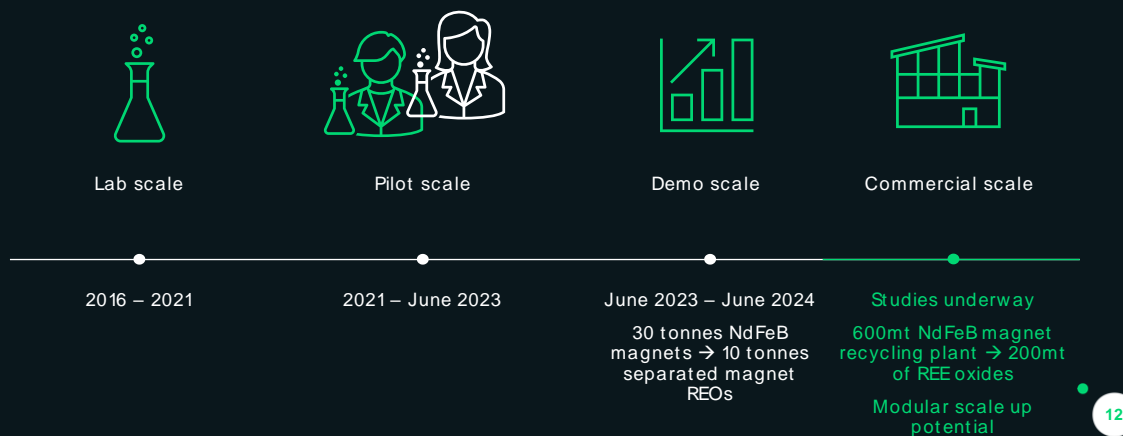 Lab scale
Pilot scale
Demo scale
Commercial scale
2016 – 2021
2021 – June 2023
June 2023 – June 2024
30 tonnes NdFeB
magnets → 10 tonnes
separated magnet
REOs
Studies underway
600mt NdFeB magnet
recycling plant → 200mt
of REE oxides
Modular scale up
potential
12